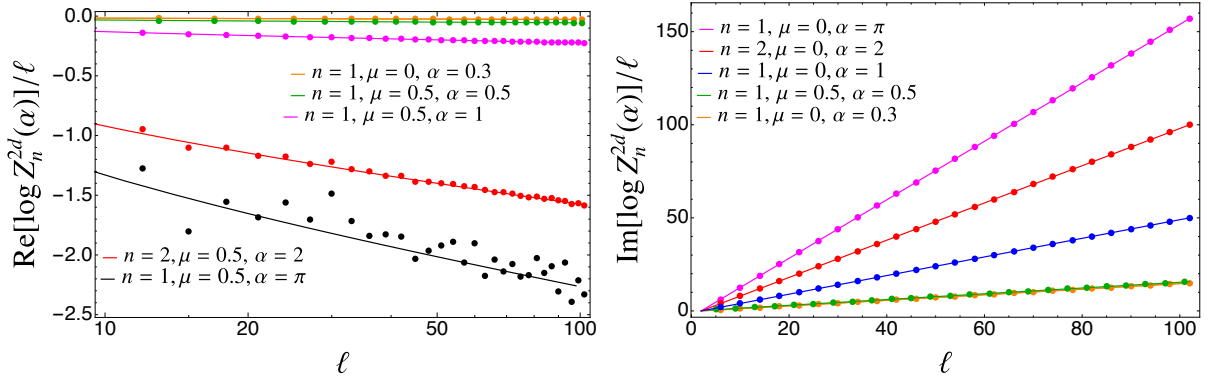 Re[log Z_n^{2d}(α)]/ℓ
0.0
−0.5
−1.0
−1.5
−2.0
−2.5
n = 1, μ = 0, α = 0.3
n = 1, μ = 0.5, α = 0.5
n = 1, μ = 0.5, α = 1
n = 2, μ = 0.5, α = 2
n = 1, μ = 0.5, α = π
10 20 50 100
ℓ
Im[log Z_n^{2d}(α)]/ℓ
150
100
50
0
n = 1, μ = 0, α = π
n = 2, μ = 0, α = 2
n = 1, μ = 0, α = 1
n = 1, μ = 0.5, α = 0.5
n = 1, μ = 0, α = 0.3
0 20 40 60 80 100
ℓ